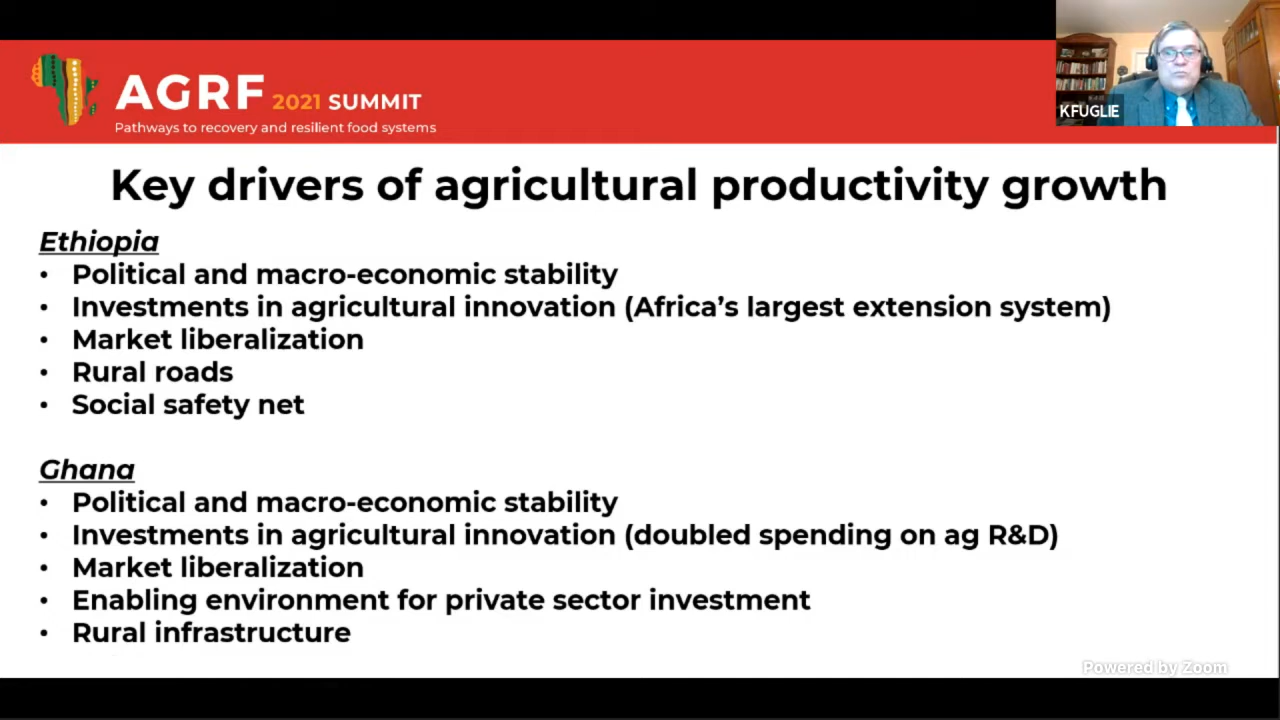 AGRF 2021 SUMMIT
Pathways to recovery and resilient food systems
KFUGLIE
Key drivers of agricultural productivity growth
Ethiopia
• Political and macro-economic stability
• Investments in agricultural innovation (Africa’s largest extension system)
• Market liberalization
• Rural roads
• Social safety net
Ghana
• Political and macro-economic stability
• Investments in agricultural innovation (doubled spending on ag R&D)
• Market liberalization
• Enabling environment for private sector investment
• Rural infrastructure
Powered by Zoom